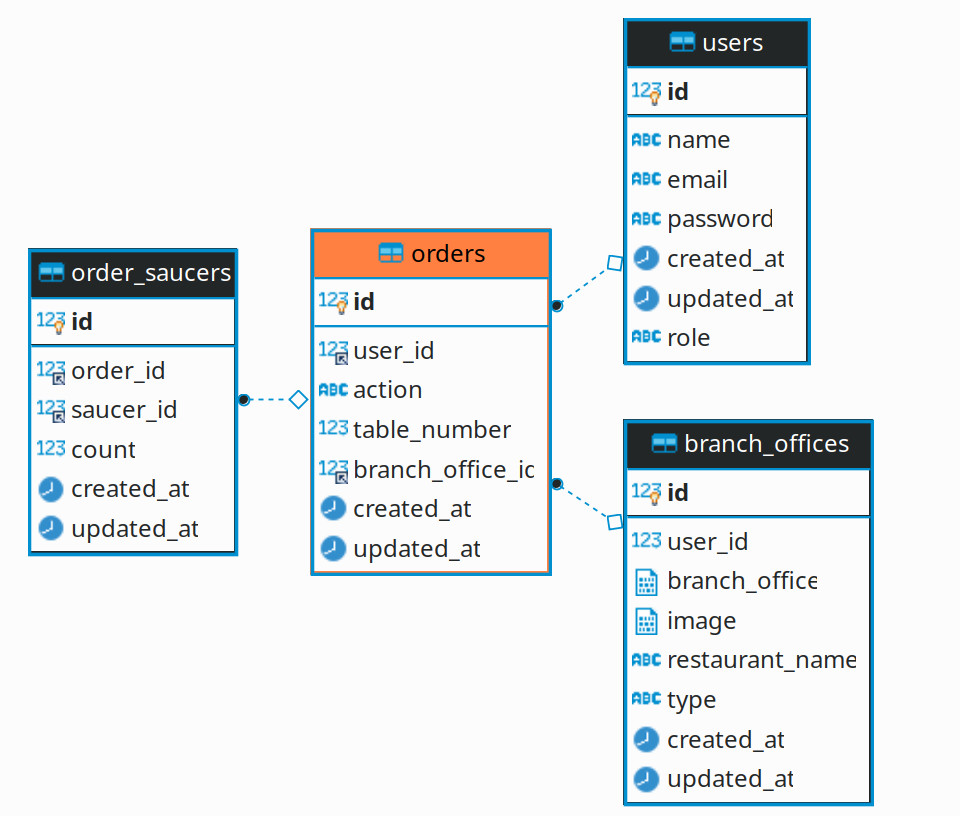 users
123 id
ABC name
ABC email
ABC password
created_at
updated_at
ABC role
order_saucers
123 id
123 order_id
123 saucer_id
123 count
created_at
updated_at
orders
123 id
123 user_id
ABC action
123 table_number
123 branch_office_id
created_at
updated_at
branch_offices
123 id
123 user_id
branch_office
image
ABC restaurant_name
ABC type
created_at
updated_at